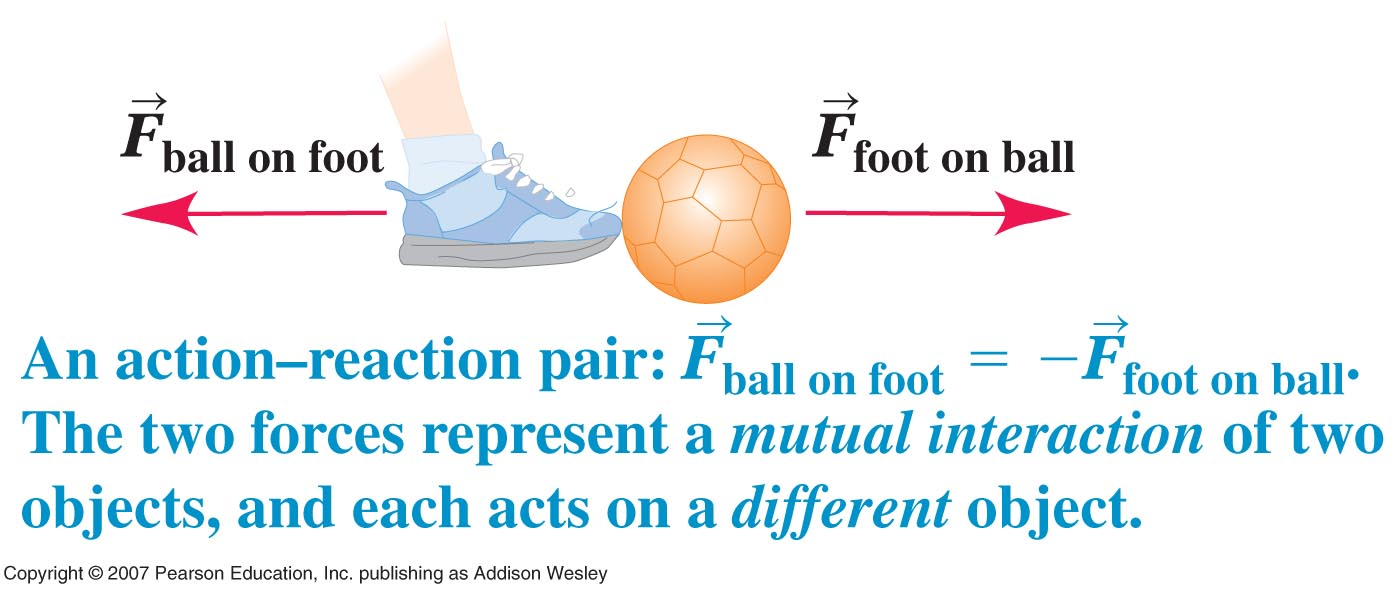 F⃗ball on foot
F⃗foot on ball
An action–reaction pair: F⃗ball on foot = −F⃗foot on ball.
The two forces represent a mutual interaction of two
objects, and each acts on a different object.
Copyright © 2007 Pearson Education, Inc. publishing as Addison Wesley